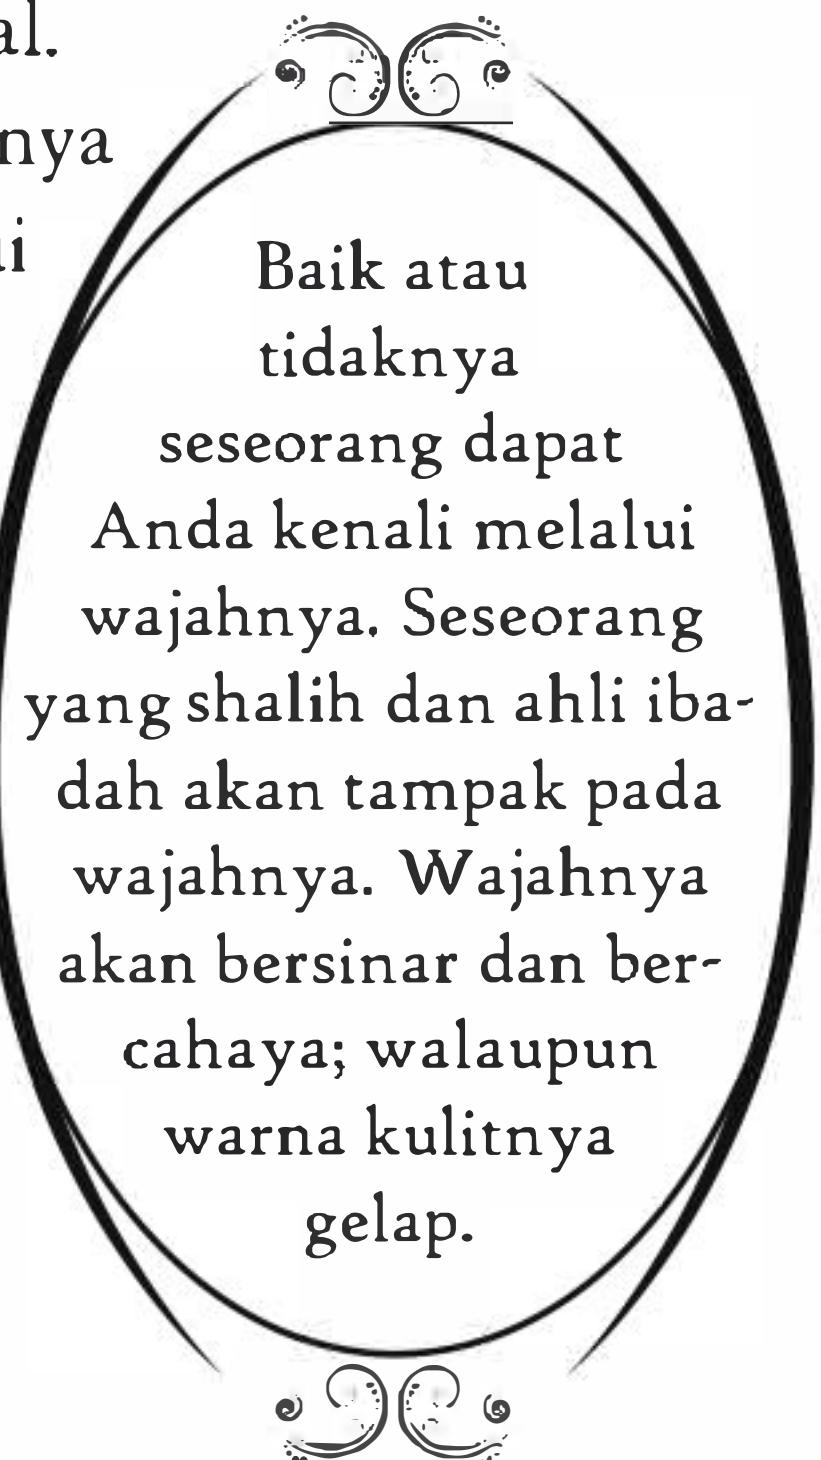 al.
nya
ui
Baik atau
tidaknya
seseorang dapat
Anda kenali melalui
wajahnya. Seseorang
yang shalih dan ahli iba-
dah akan tampak pada
wajahnya. Wajahnya
akan bersinar dan ber-
cahaya; walaupun
warna kulitnya
gelap.